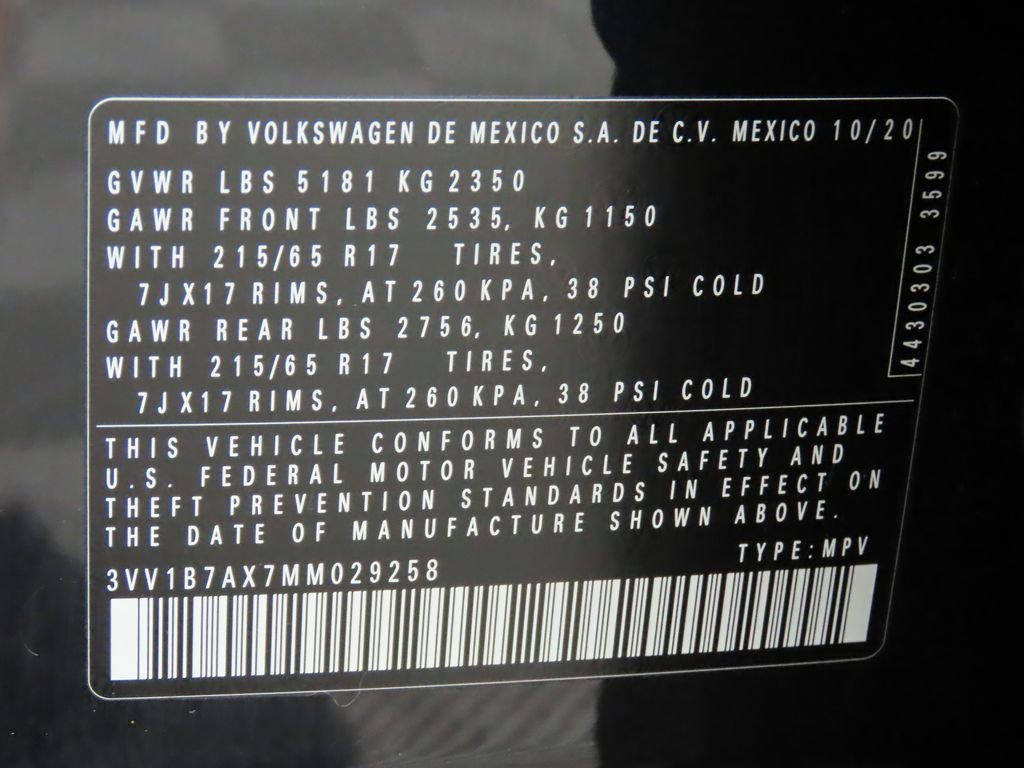 MFD BY VOLKSWAGEN DE MEXICO S.A. DE C.V. MEXICO 10/20
GVWR LBS 5181 KG 2350
GAWR FRONT LBS 2535, KG 1150
WITH 215/65 R17 TIRES,
7JX17 RIMS, AT 260 KPA, 38 PSI COLD
GAWR REAR LBS 2756, KG 1250
WITH 215/65 R17 TIRES,
7JX17 RIMS, AT 260 KPA, 38 PSI COLD
4430303 3599
THIS VEHICLE CONFORMS TO ALL APPLICABLE
U.S. FEDERAL MOTOR VEHICLE SAFETY AND
THEFT PREVENTION STANDARDS IN EFFECT ON
THE DATE OF MANUFACTURE SHOWN ABOVE.
TYPE:MPV
3VV1B7AX7MM029258